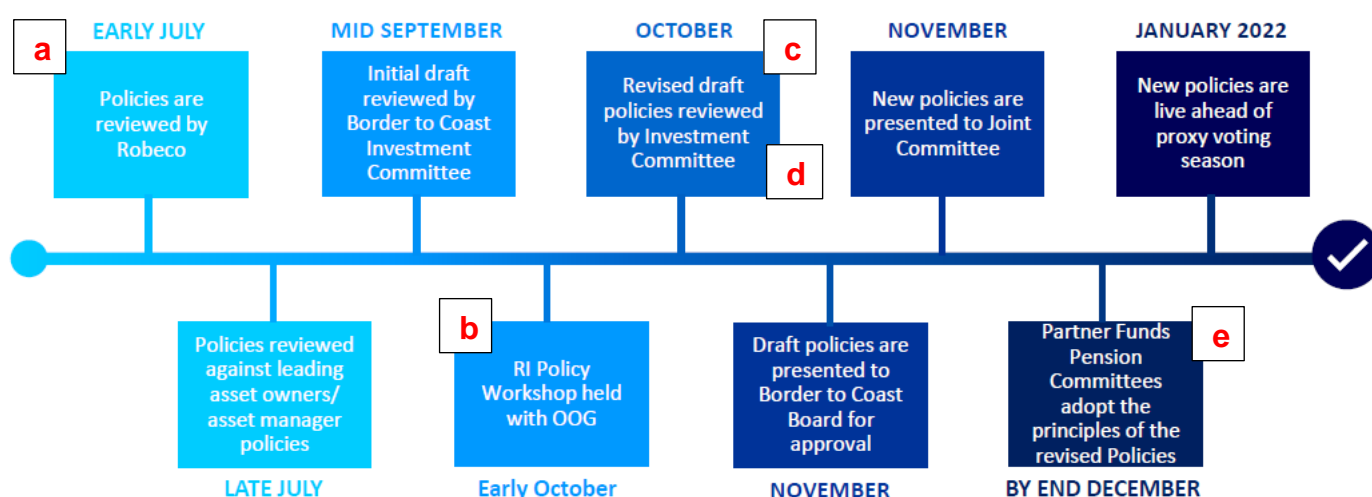 a
EARLY JULY
Policies are
reviewed by
Robeco
MID SEPTEMBER
Initial draft
reviewed by
Border to Coast
Investment
Committee
OCTOBER
c
Revised draft
policies reviewed
by Investment
Committee
d
NOVEMBER
New policies are
presented to Joint
Committee
JANUARY 2022
New policies are
live ahead of
proxy voting
season
Policies reviewed
against leading
asset owners/
asset manager
policies
LATE JULY
b
RI Policy
Workshop held
with OOG
Early October
Draft policies are
presented to
Border to Coast
Board for
approval
NOVEMBER
e
Partner Funds
Pension
Committees
adopt the
principles of the
revised Policies
BY END DECEMBER